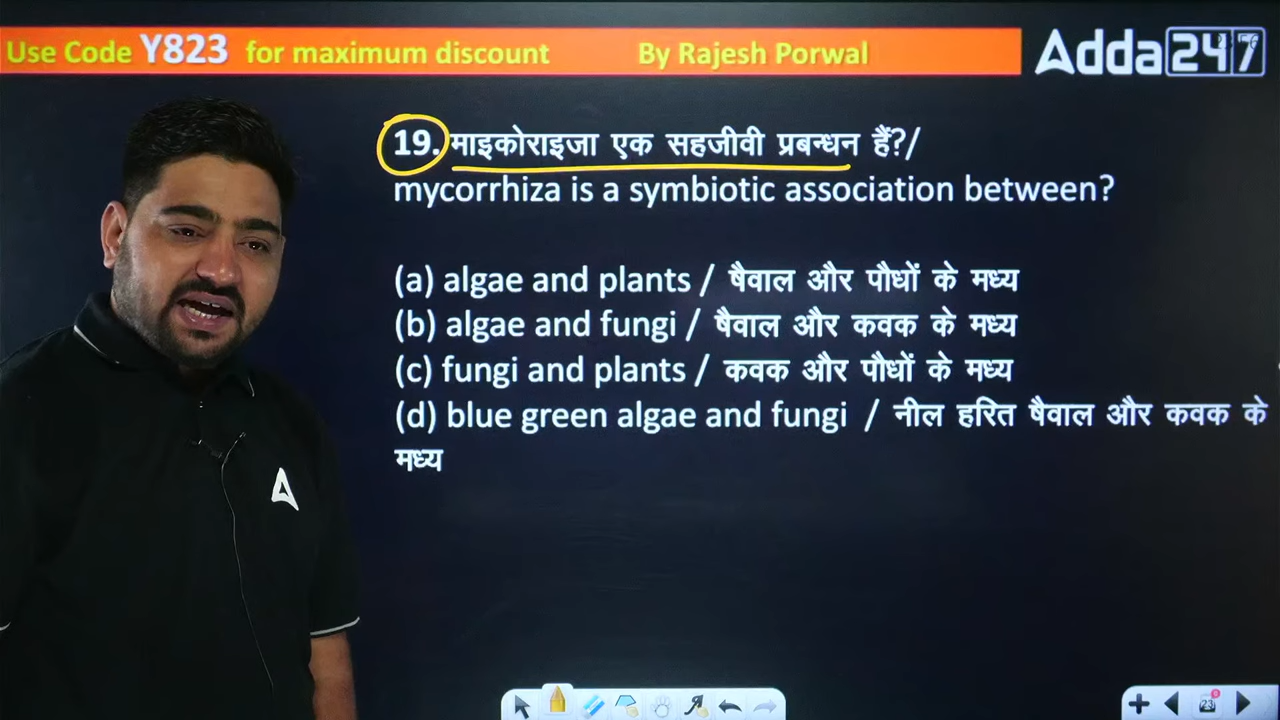 Use Code Y823 for maximum discount By Rajesh Porwal
Adda247
19. माइकोराइजा एक सहजीवी प्रबन्धन हैं?/
mycorrhiza is a symbiotic association between?
(a) algae and plants / षैवाल और पौधों के मध्य
(b) algae and fungi / षैवाल और कवक के मध्य
(c) fungi and plants / कवक और पौधों के मध्य
(d) blue green algae and fungi / नील हरित षैवाल और कवक के
मध्य
23